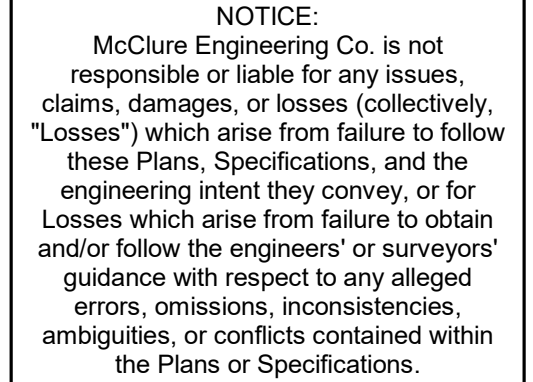 NOTICE:
McClure Engineering Co. is not
responsible or liable for any issues,
claims, damages, or losses (collectively,
"Losses") which arise from failure to follow
these Plans, Specifications, and the
engineering intent they convey, or for
Losses which arise from failure to obtain
and/or follow the engineers' or surveyors'
guidance with respect to any alleged
errors, omissions, inconsistencies,
ambiguities, or conflicts contained within
the Plans or Specifications.